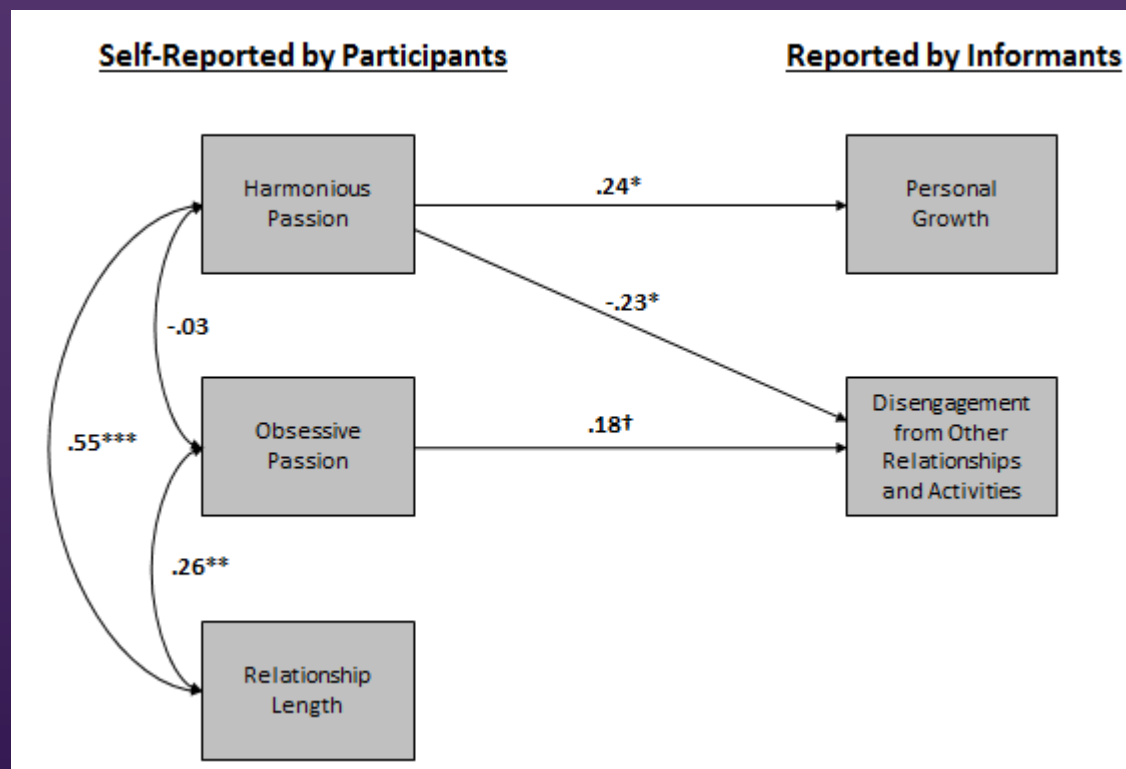 Self-Reported by Participants
Reported by Informants
Harmonious
Passion
.24*
Personal
Growth
-.23*
-.03
Obsessive
Passion
.18†
Disengagement
from Other
Relationships
and Activities
.55***
.26**
Relationship
Length